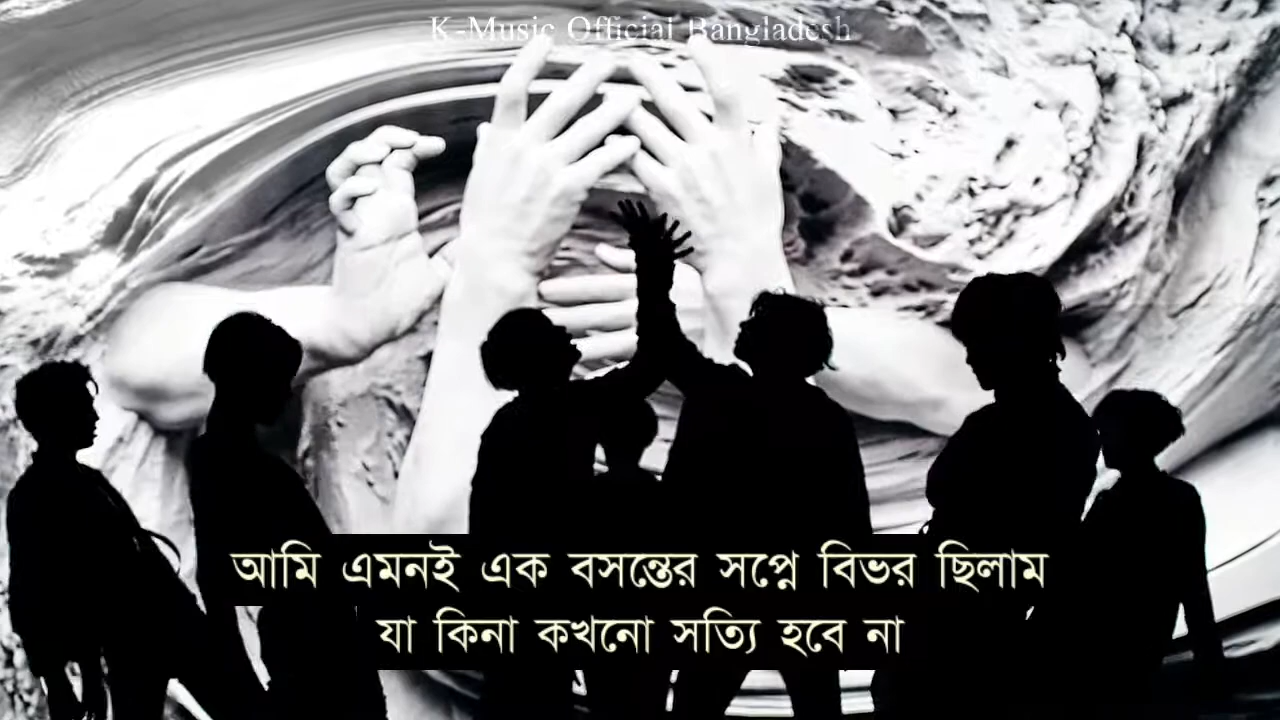 K-Music Official Bangladesh
আমি এমনই এক বসন্তের সপ্নে বিভর ছিলাম
যা কিনা কখনো সত্যি হবে না